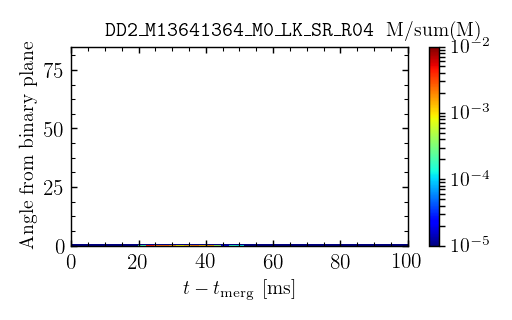 DD2_M13641364_M0_LK_SR_R04 M/sum(M)
Angle from binary plane
75
50
25
0
0 20 40 60 80 100
t − t_merg [ms]
10^-2
10^-3
10^-4
10^-5